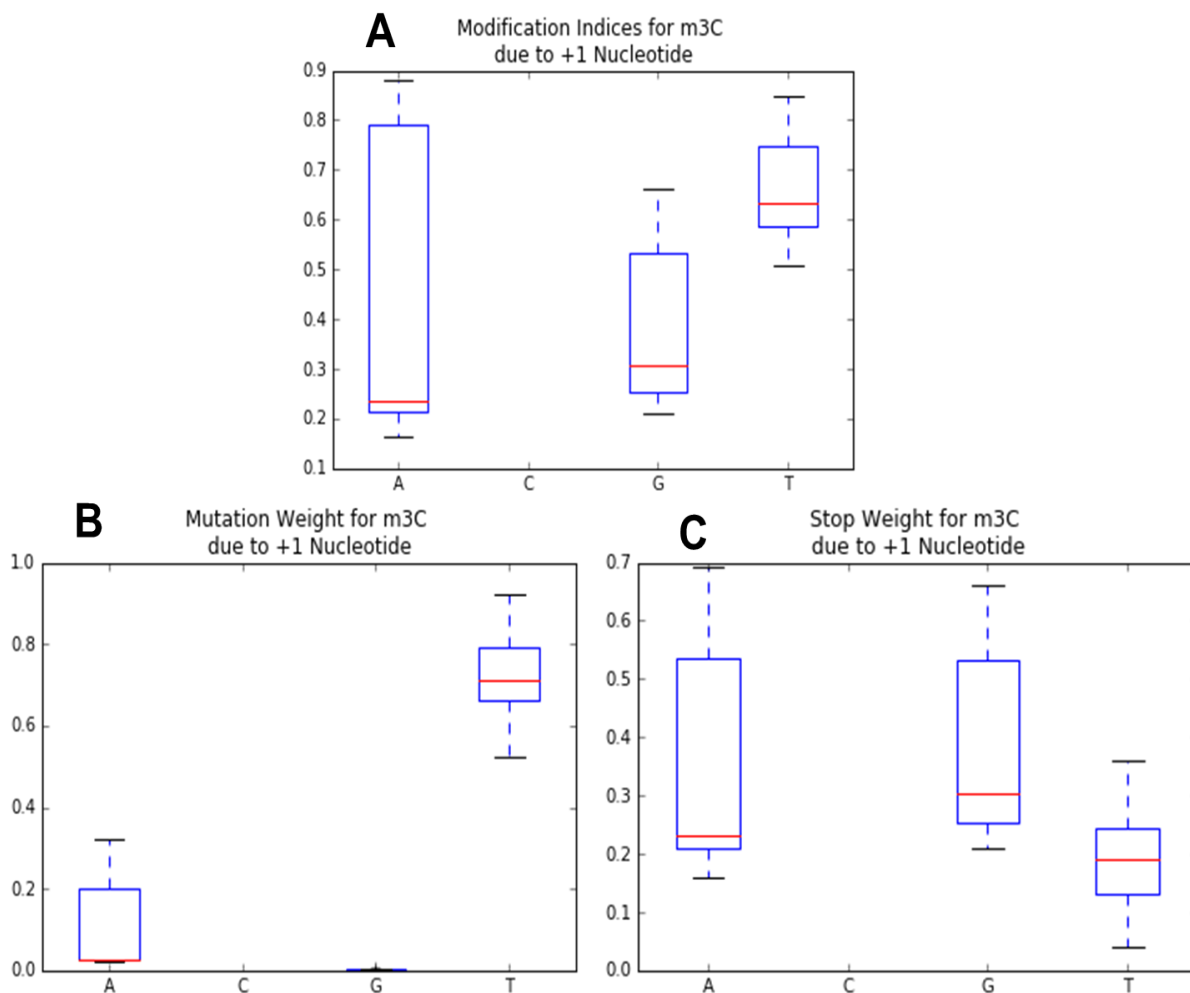 A
Modification Indices for m3C
due to +1 Nucleotide
0.9
0.8
0.7
0.6
0.5
0.4
0.3
0.2
0.1
A C G T
B
Mutation Weight for m3C
due to +1 Nucleotide
1.0
0.8
0.6
0.4
0.2
0.0
A C G T
C
Stop Weight for m3C
due to +1 Nucleotide
0.7
0.6
0.5
0.4
0.3
0.2
0.1
0.0
A C G T